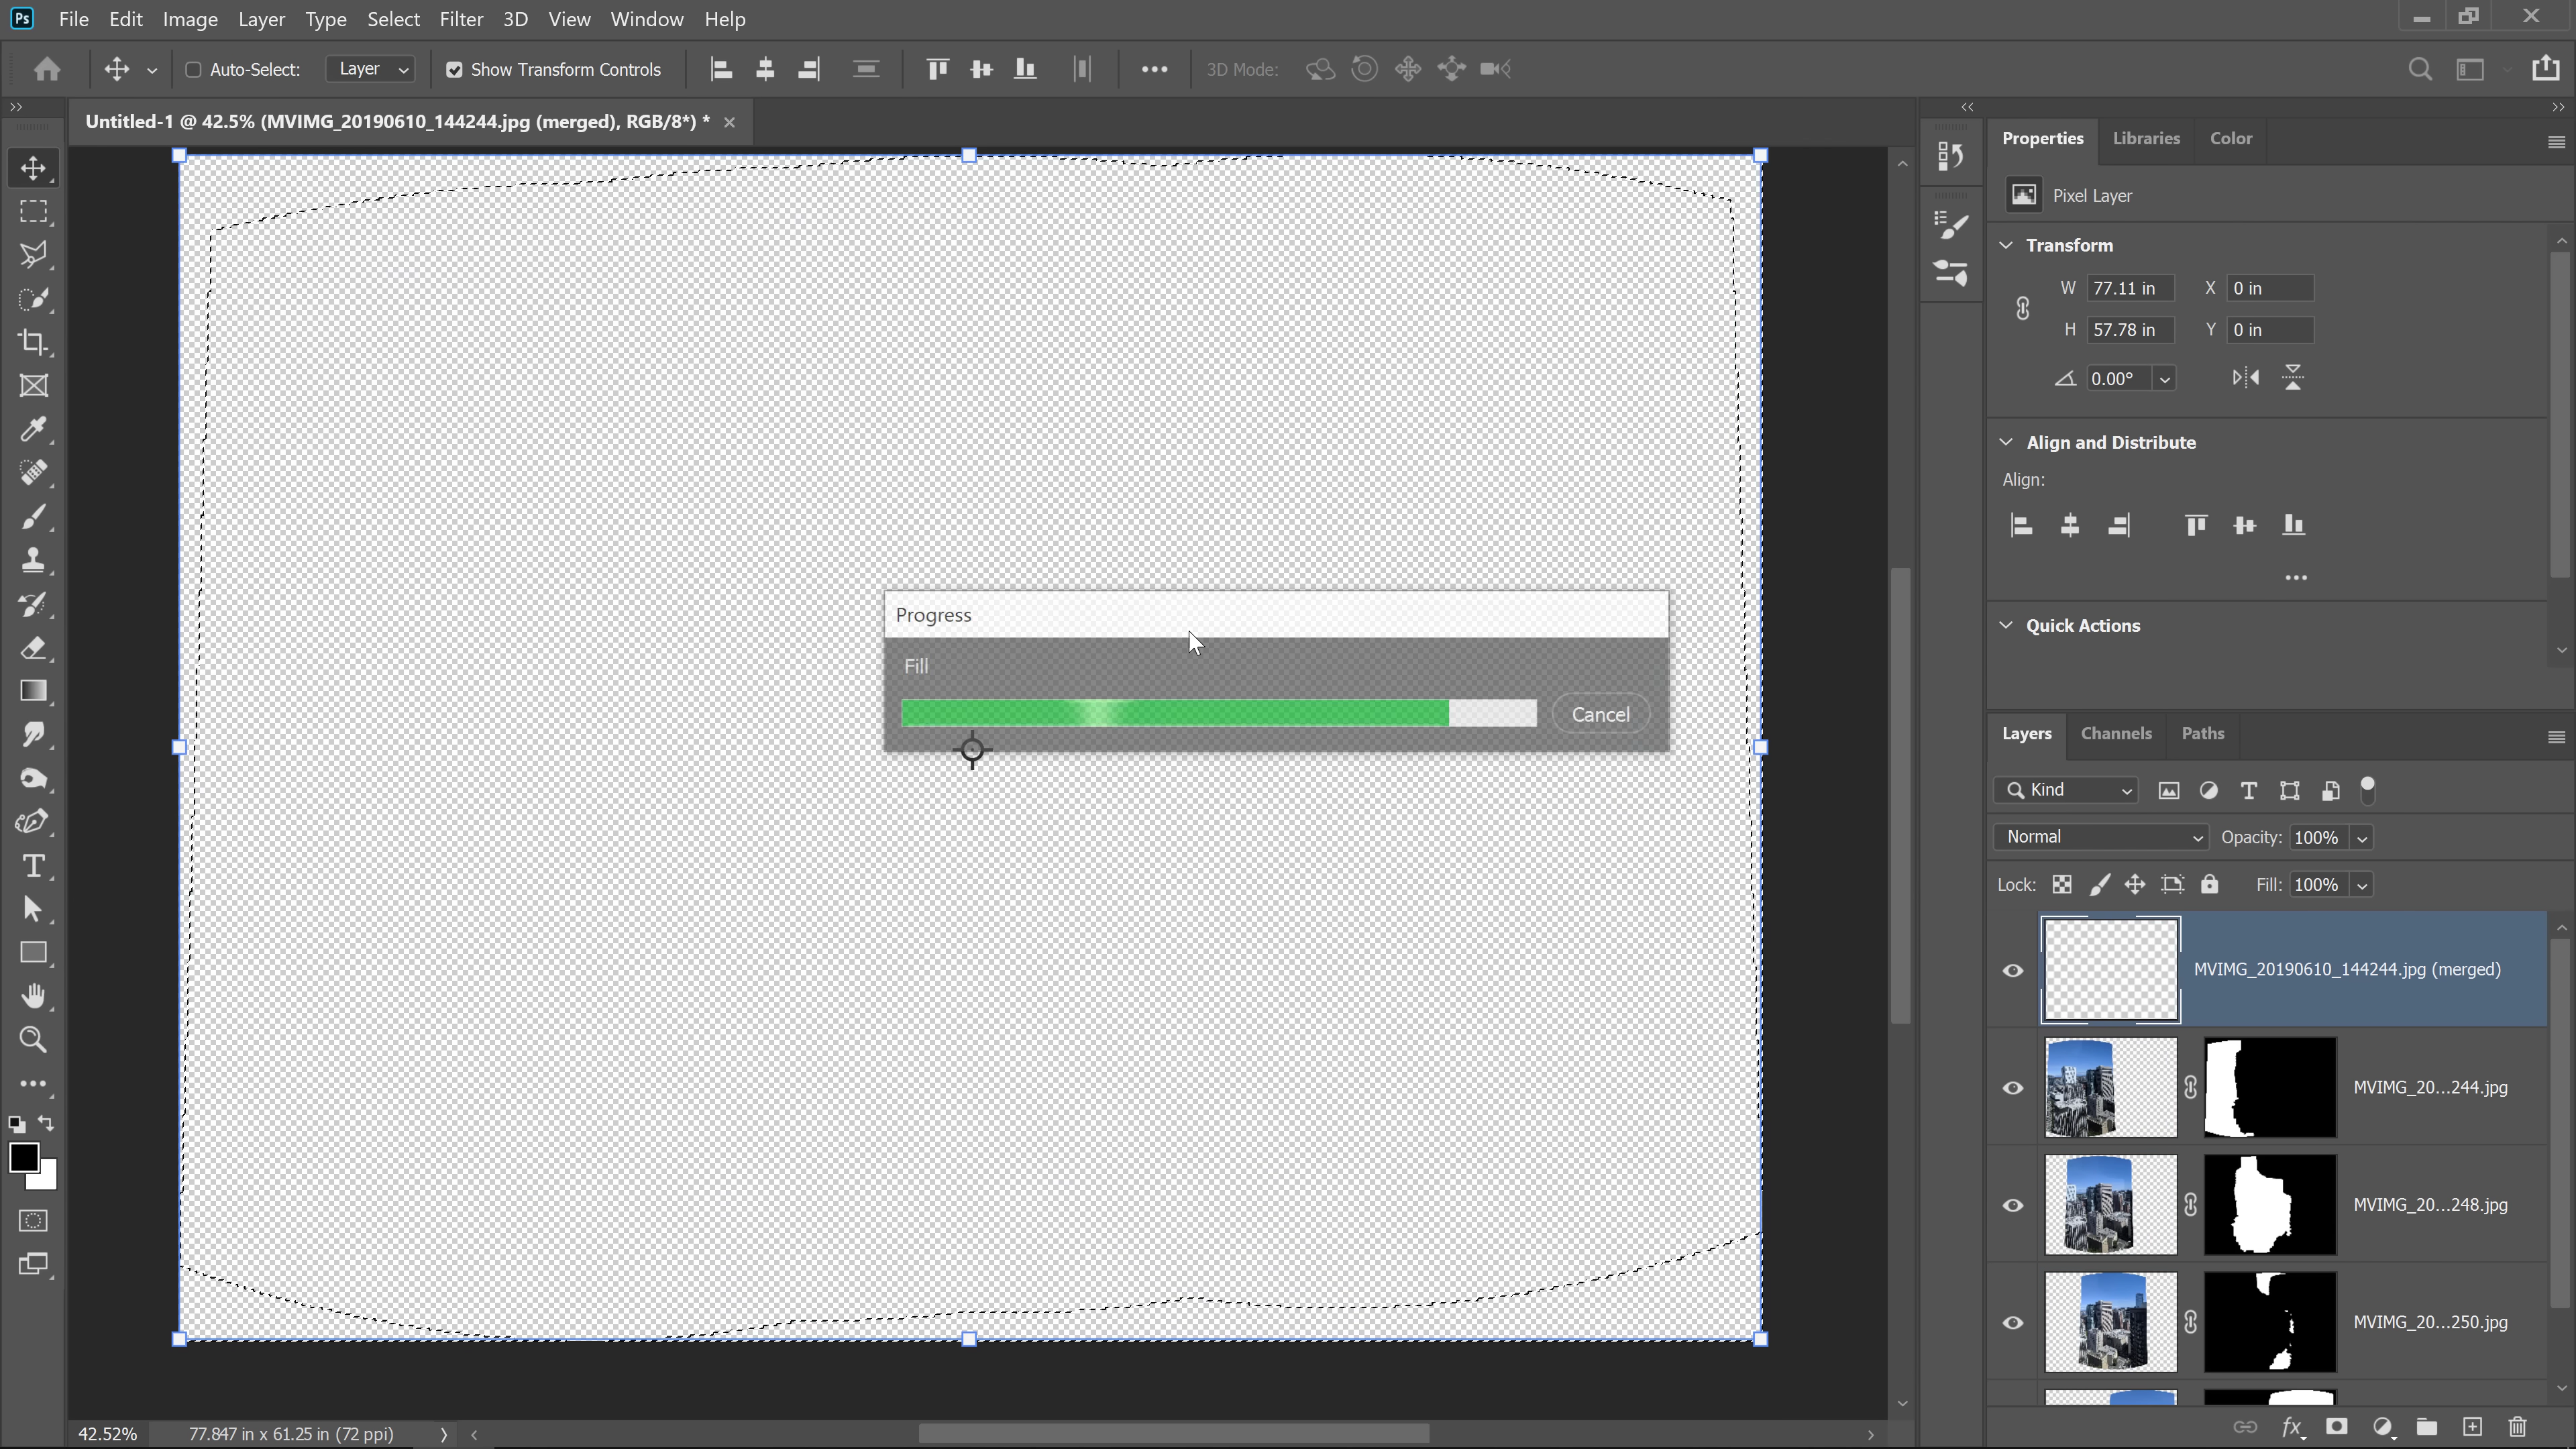 Ps File Edit Image Layer Type Select Filter 3D View Window Help
Auto-Select: Layer Show Transform Controls 3D Mode:
Untitled-1 @ 42.5% (MVIMG_20190610_144244.jpg (merged), RGB/8*) *
Properties Libraries Color
Pixel Layer
Transform
W 77.11 in X 0 in
H 57.78 in Y 0 in
0.00°
Align and Distribute
Align:
Quick Actions
Progress
Fill
Cancel
Layers Channels Paths
Kind
Normal Opacity: 100%
Lock: Fill: 100%
MVIMG_20190610_144244.jpg (merged)
MVIMG_20...244.jpg
MVIMG_20...248.jpg
MVIMG_20...250.jpg
fx
42.52% 77.847 in x 61.25 in (72 ppi)